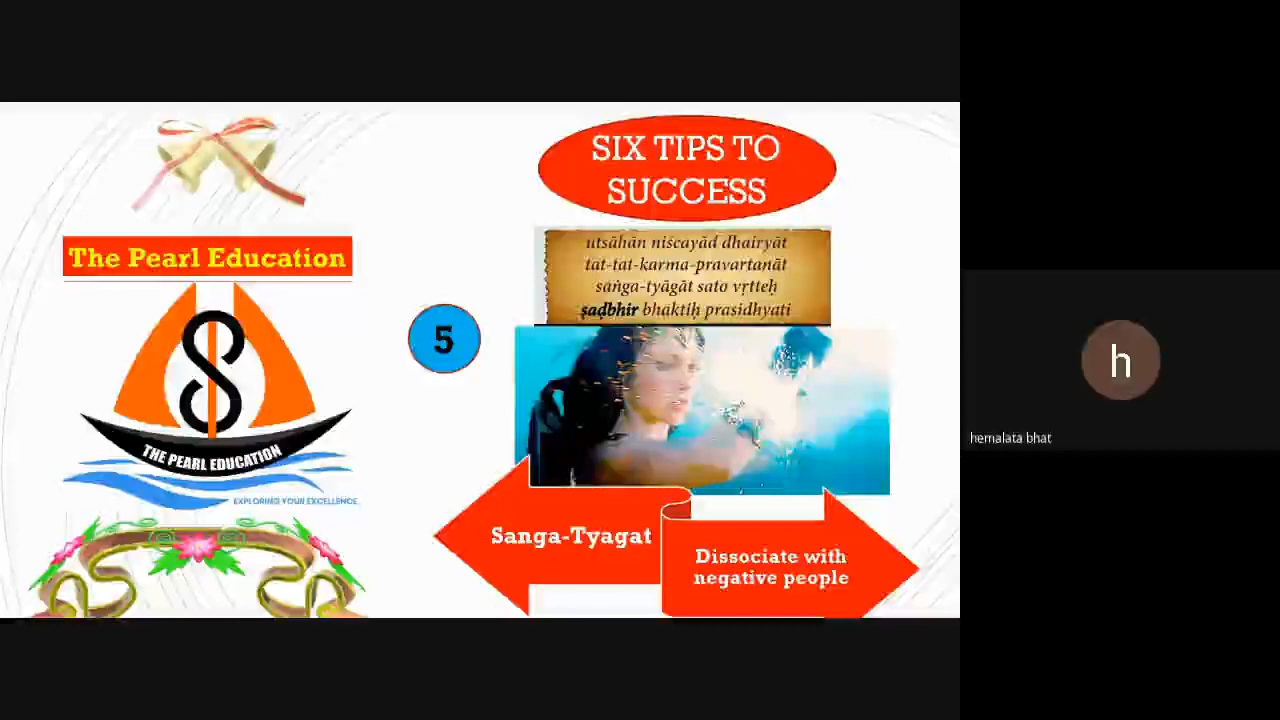 SIX TIPS TO
SUCCESS
The Pearl Education
utsāhān niścayād dhairyāt
tat-tat-karma-pravartanāt
saṅga-tyāgāt sato vṛtteḥ
ṣaḍbhir bhaktiḥ prasidhyati
5
THE PEARL EDUCATION
EXPLORING YOUR EXCELLENCE
Sanga-Tyagat
Dissociate with
negative people
h
hemalata bhat